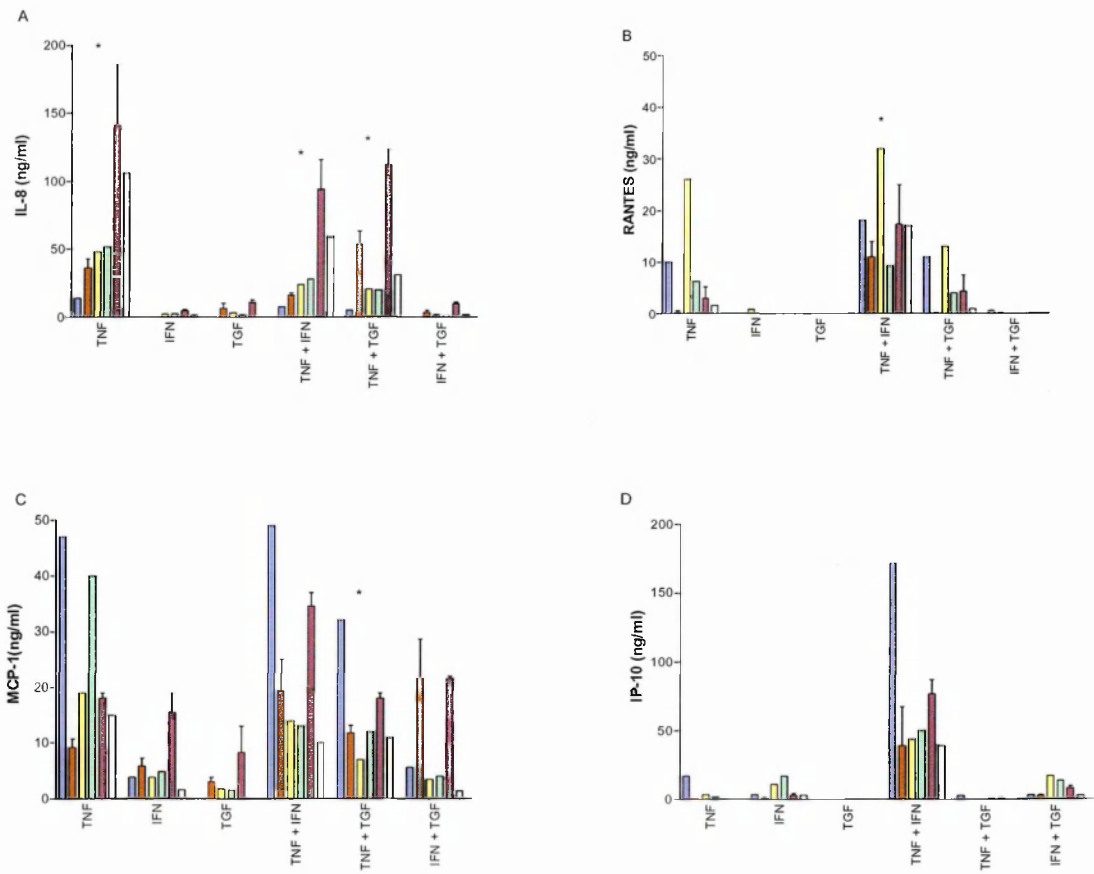 A
200
150
100
50
0
IL-8 (ng/ml)
*
*
*
TNF
IFN
TGF
TNF + IFN
TNF + TGF
IFN + TGF
B
50
40
30
20
10
0
RANTES (ng/ml)
*
TNF
IFN
TGF
TNF + IFN
TNF + TGF
IFN + TGF
C
50
40
30
20
10
0
MCP-1(ng/ml)
*
TNF
IFN
TGF
TNF + IFN
TNF + TGF
IFN + TGF
D
200
150
100
50
0
IP-10 (ng/ml)
TNF
IFN
TGF
TNF + IFN
TNF + TGF
IFN + TGF